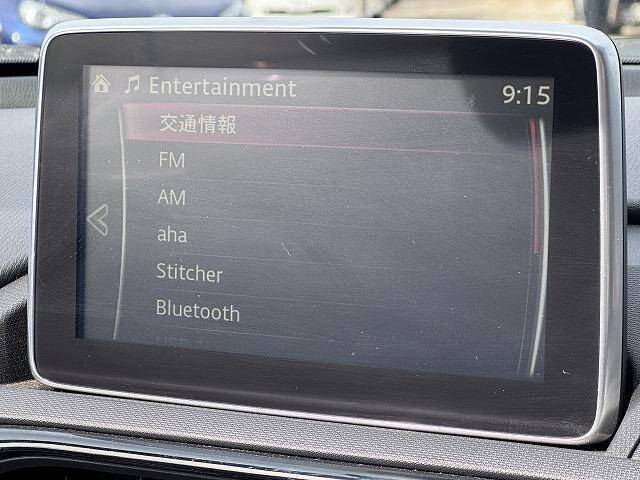 Entertainment
9:15
交通情報
FM
AM
aha
Stitcher
Bluetooth